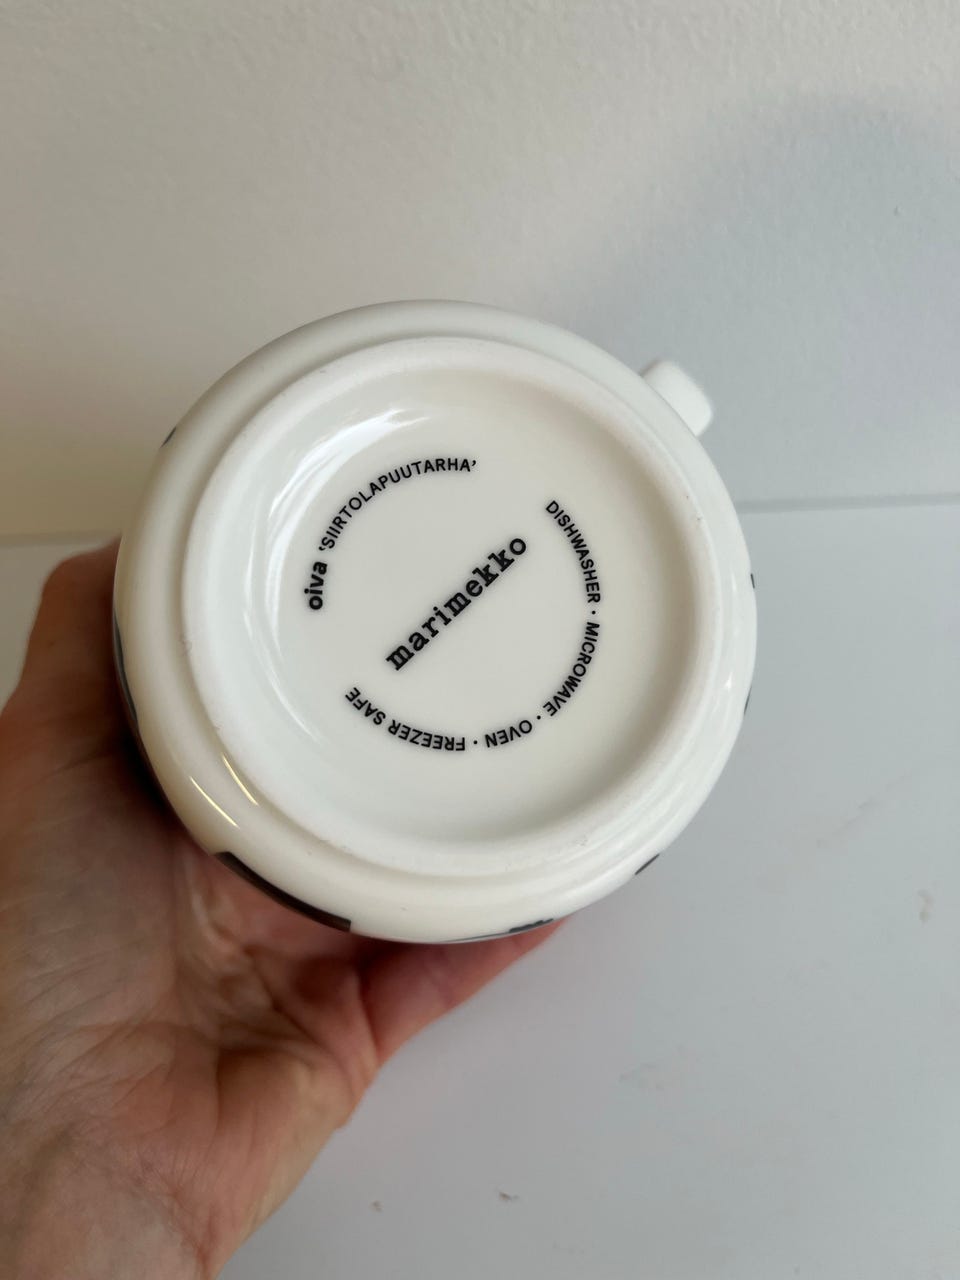 oiva ‘SIIRTOLAPUUTARHA’
marimekko
DISHWASHER · MICROWAVE · OVEN · FREEZER SAFE